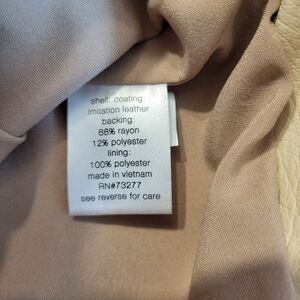 shell: coating:
imitation leather
backing:
88% rayon
12% polyester
lining:
100% polyester
made in vietnam
RN#73277
see reverse for care